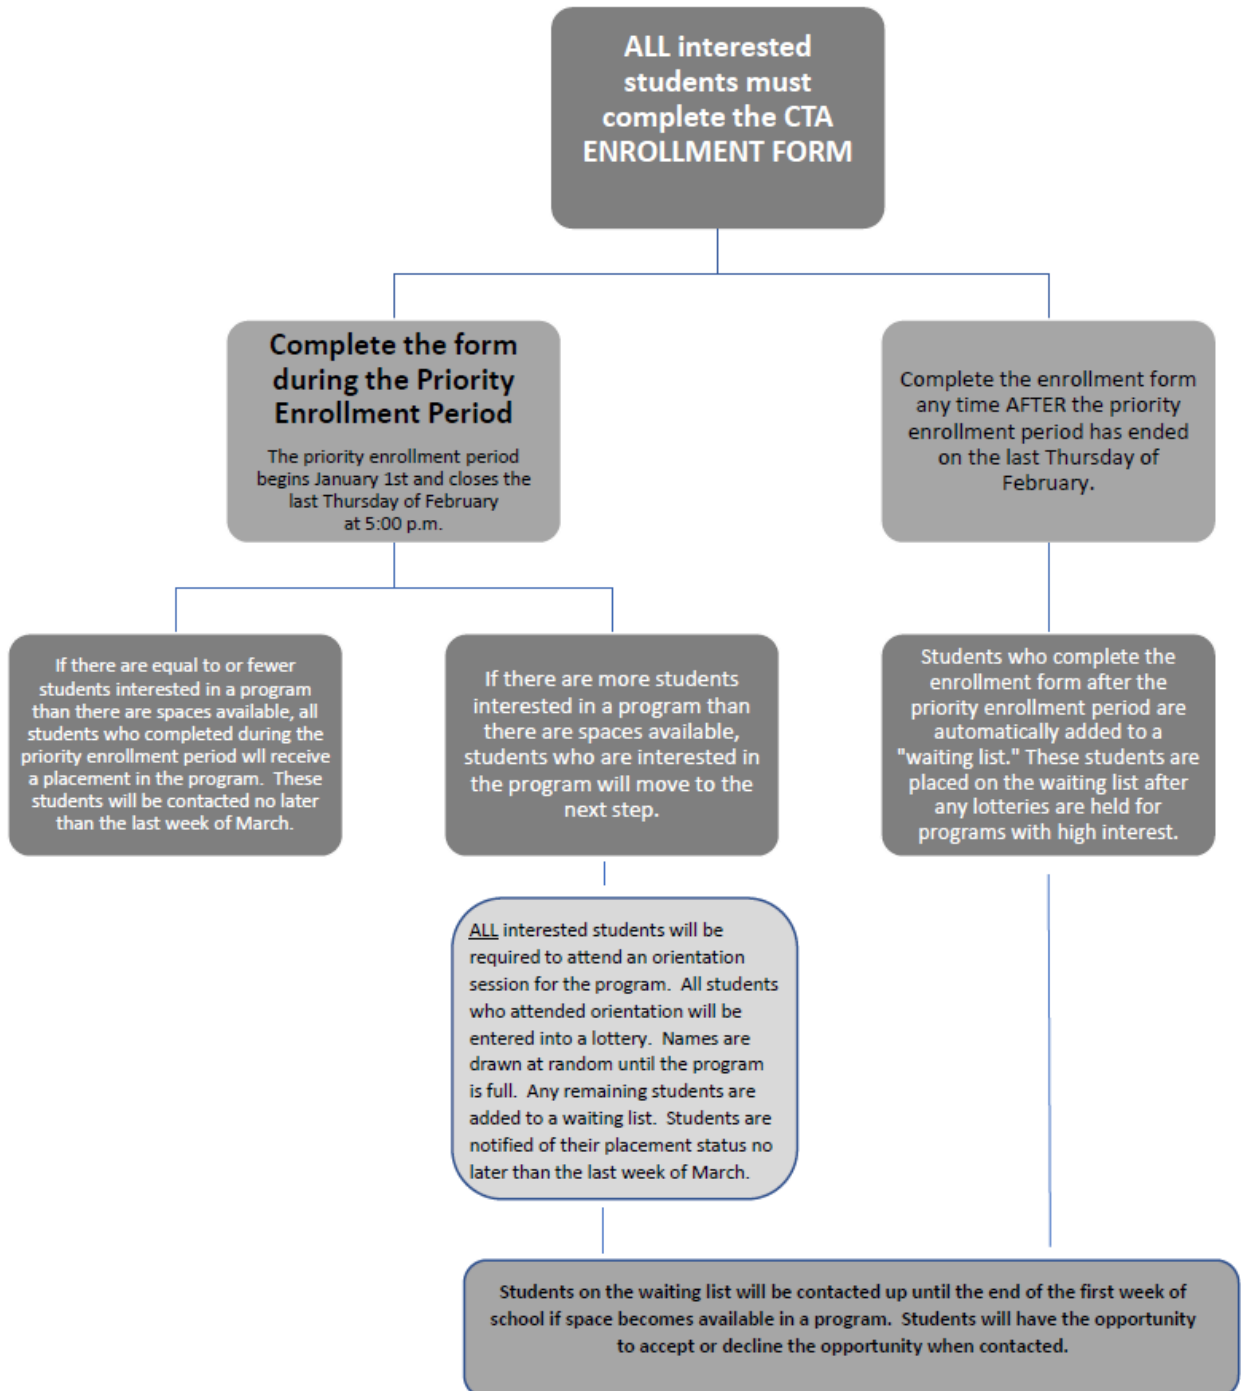 ALL interested
students must
complete the CTA
ENROLLMENT FORM
Complete the form
during the Priority
Enrollment Period
The priority enrollment period
begins January 1st and closes the
last Thursday of February
at 5:00 p.m.
Complete the enrollment form
any time AFTER the priority
enrollment period has ended
on the last Thursday of
February.
If there are equal to or fewer
students interested in a program
than there are spaces available, all
students who completed during the
priority enrollment period wll receive
a placement in the program.  These
students will be contacted no later
than the last week of March.
If there are more students
interested in a program than
there are spaces available,
students who are interested in
the program will move to the
next step.
Students who complete the
enrollment form after the
priority enrollment period are
automatically added to a
"waiting list." These students are
placed on the waiting list after
any lotteries are held for
programs with high interest.
ALL interested students will be
required to attend an orientation
session for the program.  All students
who attended orientation will be
entered into a lottery.  Names are
drawn at random until the program
is full.  Any remaining students are
added to a waiting list.  Students are
notified of their placement status no
later than the last week of March.
Students on the waiting list will be contacted up until the end of the first week of
school if space becomes available in a program.  Students will have the opportunity
to accept or decline the opportunity when contacted.